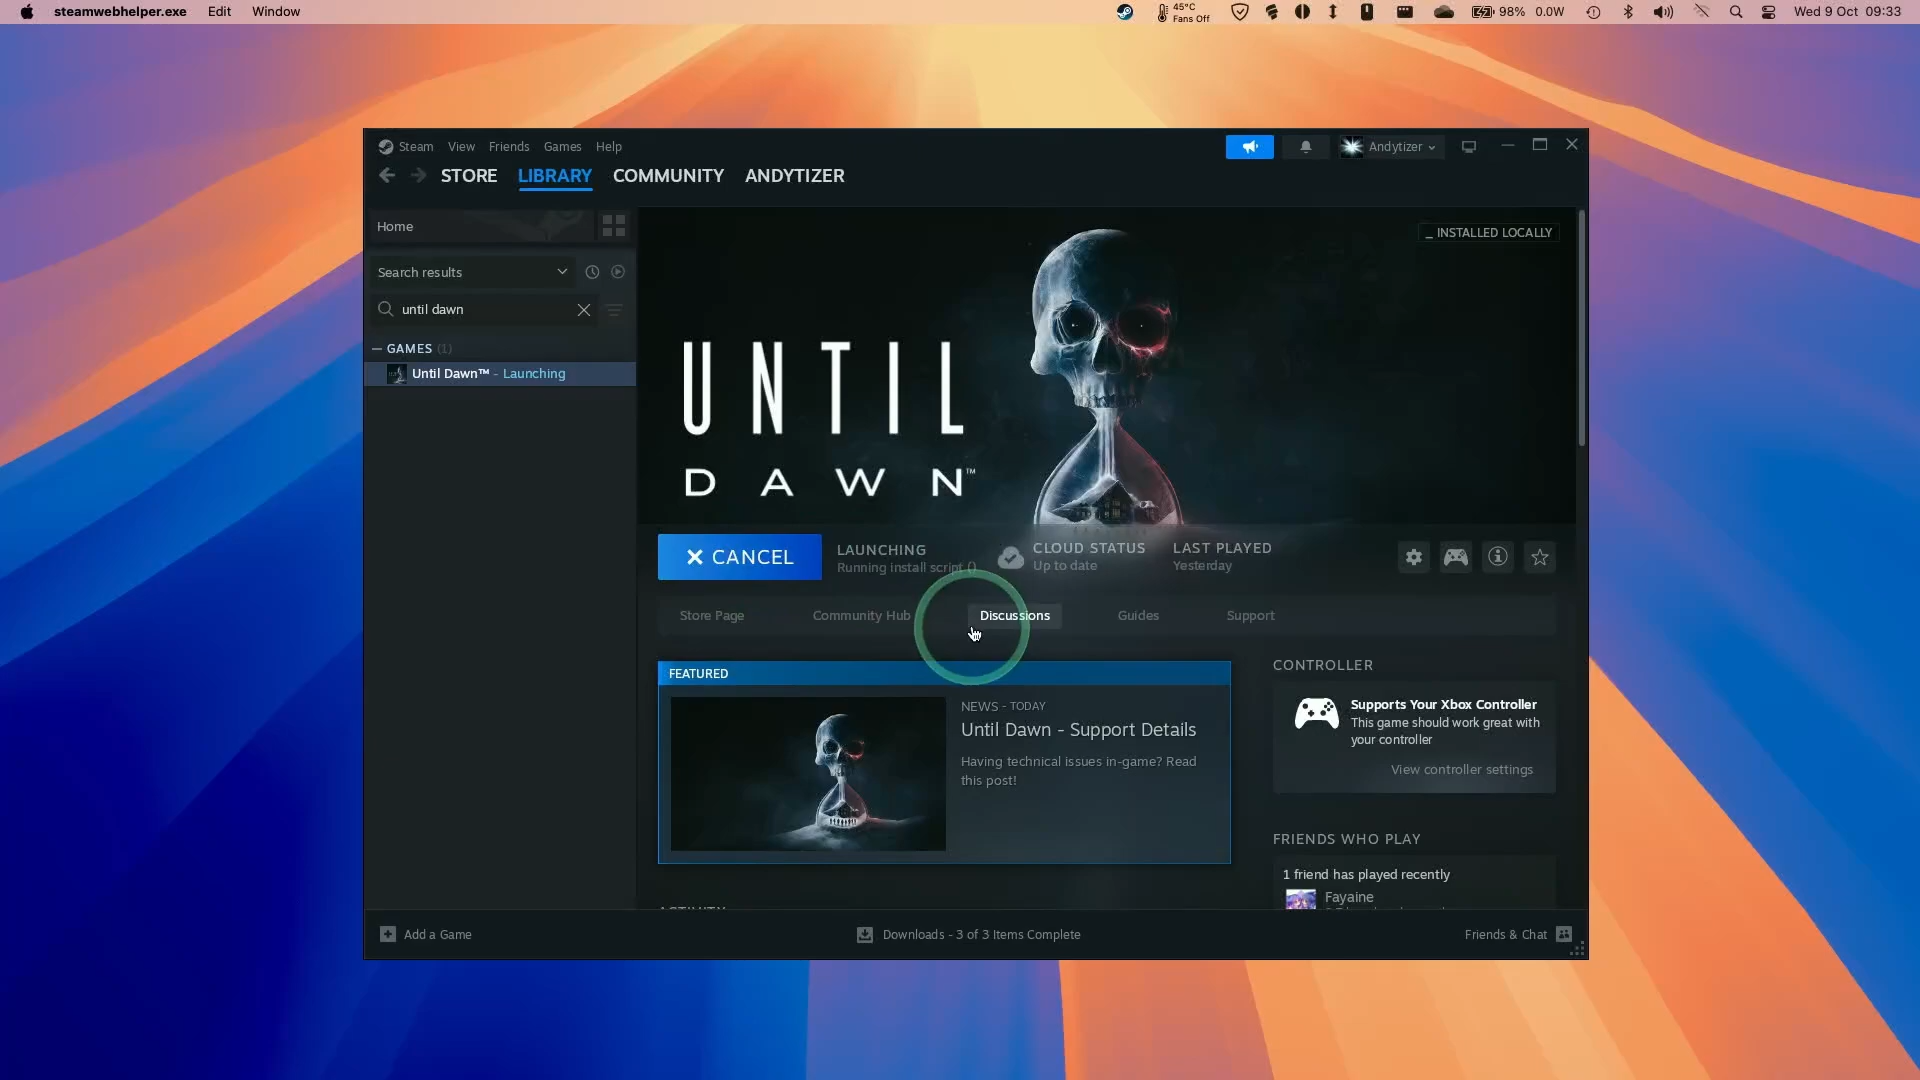 steamwebhelper.exe Edit Window
45°C
Fans Off
98% 0.0W
Wed 9 Oct 09:33
Steam View Friends Games Help
Andytizer
STORE LIBRARY COMMUNITY ANDYTIZER
Home
Search results
until dawn
GAMES (1)
Until Dawn™ - Launching
INSTALLED LOCALLY
UNTIL
DAWN™
CANCEL
LAUNCHING
Running install script ()
CLOUD STATUS
Up to date
LAST PLAYED
Yesterday
Store Page Community Hub Discussions Guides Support
FEATURED
NEWS - TODAY
Until Dawn - Support Details
Having technical issues in-game? Read
this post!
CONTROLLER
Supports Your Xbox Controller
This game should work great with
your controller
View controller settings
FRIENDS WHO PLAY
1 friend has played recently
Fayaine
ACTIVITY
Add a Game
Downloads - 3 of 3 Items Complete
Friends & Chat